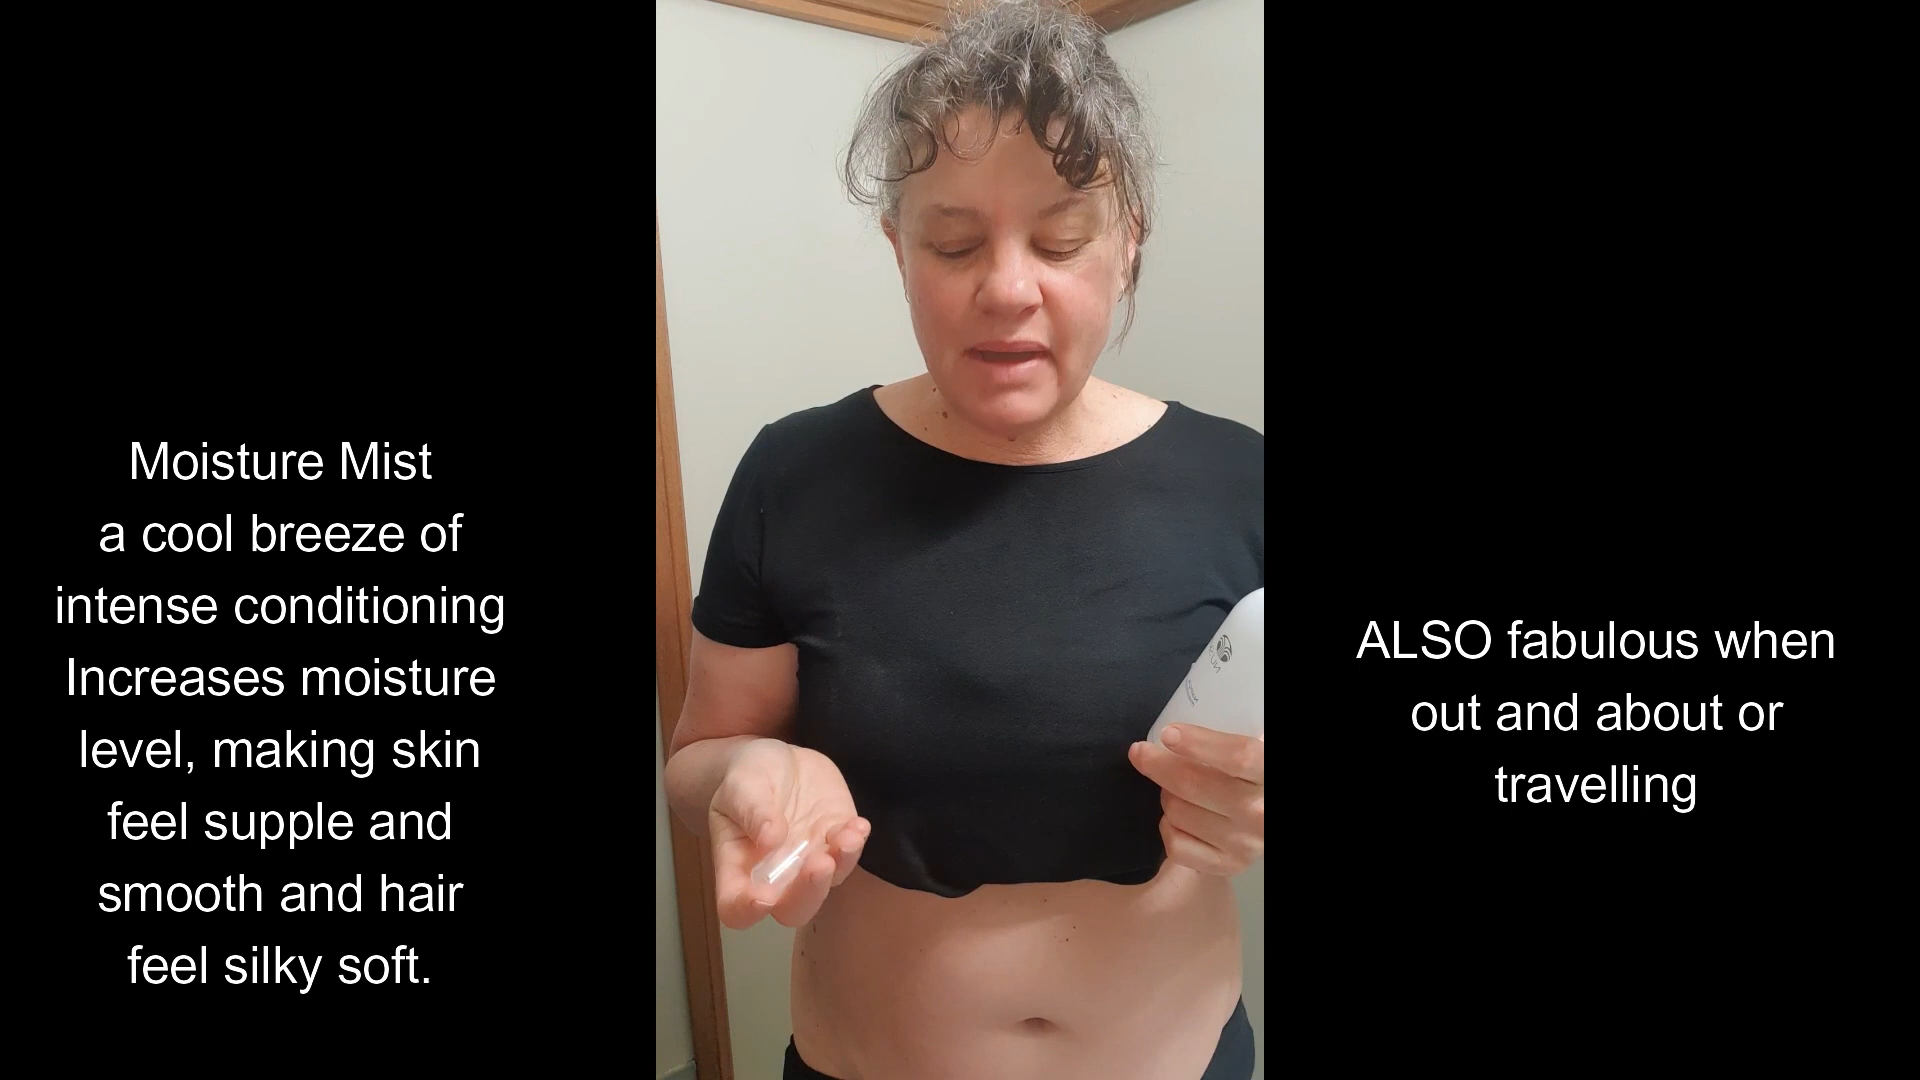 Moisture Mist
a cool breeze of
intense conditioning
Increases moisture
level, making skin
feel supple and
smooth and hair
feel silky soft.
ALSO fabulous when
out and about or
travelling